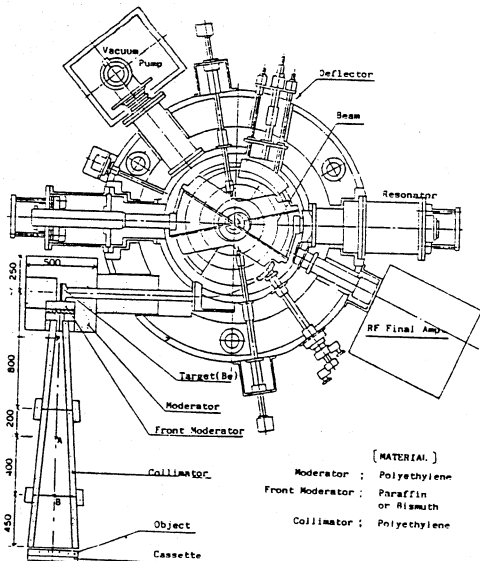 Vacuum
Pump
Deflector
Beam
Resonator
RF Final Amp.
500
250
Target(Be)
Moderator
Front Moderator
800
200
400
450
A
B
Collimator
Object
Cassette
[MATERIAL]
Moderator ; Polyethylene
Front Moderator ; Paraffin
or Bismuth
Collimator ; Polyethylene